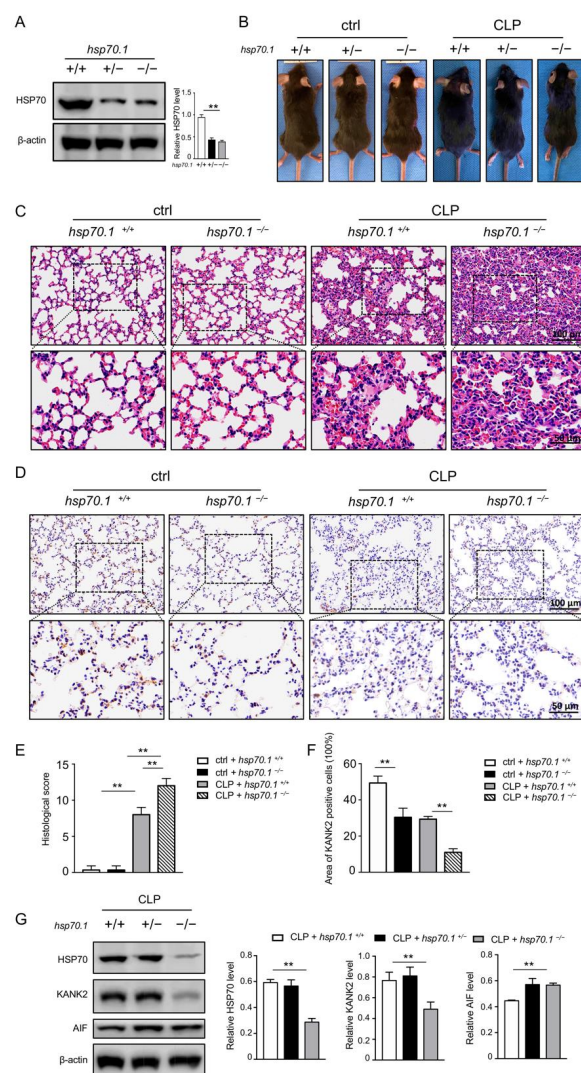 A
hsp70.1
+/+ +/− −/−
HSP70
β-actin
Relative HSP70 level
1.5
1.0
0.5
0.0
**
hsp70.1 +/+ +/− −/−
B
ctrl CLP
hsp70.1 +/+ +/− −/− +/+ +/− −/−
C
ctrl CLP
hsp70.1 +/+ hsp70.1 −/− hsp70.1 +/+ hsp70.1 −/−
100 μm
50 μm
D
ctrl CLP
hsp70.1 +/+ hsp70.1 −/− hsp70.1 +/+ hsp70.1 −/−
100 μm
50 μm
E
Histological score
15
10
5
0
**
**
**
ctrl + hsp70.1 +/+
ctrl + hsp70.1 −/−
CLP + hsp70.1 +/+
CLP + hsp70.1 −/−
F
Area of KANK2 positive cells (100%)
60
40
20
0
**
**
ctrl + hsp70.1 +/+
ctrl + hsp70.1 −/−
CLP + hsp70.1 +/+
CLP + hsp70.1 −/−
G
CLP
hsp70.1 +/+ +/− −/−
HSP70
KANK2
AIF
β-actin
CLP + hsp70.1 +/+ CLP + hsp70.1 +/− CLP + hsp70.1 −/−
Relative HSP70 level
0.8
0.6
0.4
0.2
0.0
**
Relative KANK2 level
1.0
0.8
0.6
0.4
0.2
0.0
**
Relative AIF level
0.8
0.6
0.4
0.2
0.0
**